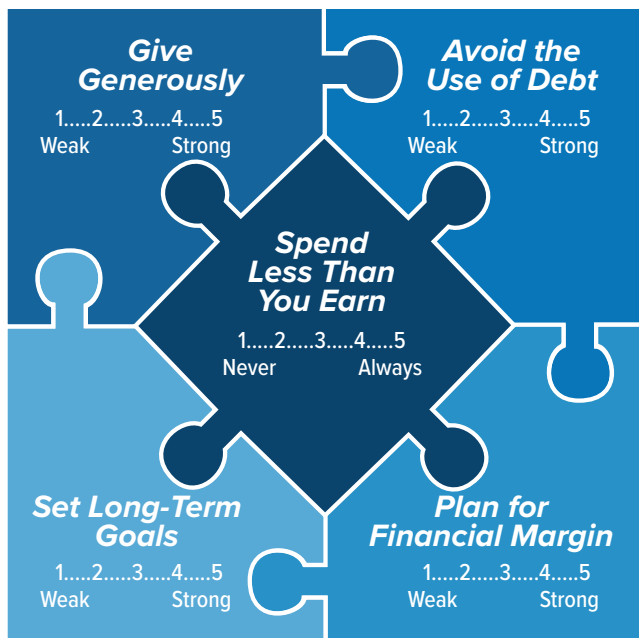 Give
Generously
1.....2.....3.....4.....5
Weak Strong
Avoid the
Use of Debt
1.....2.....3.....4.....5
Weak Strong
Spend
Less Than
You Earn
1.....2.....3.....4.....5
Never Always
Set Long-Term
Goals
1.....2.....3.....4.....5
Weak Strong
Plan for
Financial Margin
1.....2.....3.....4.....5
Weak Strong